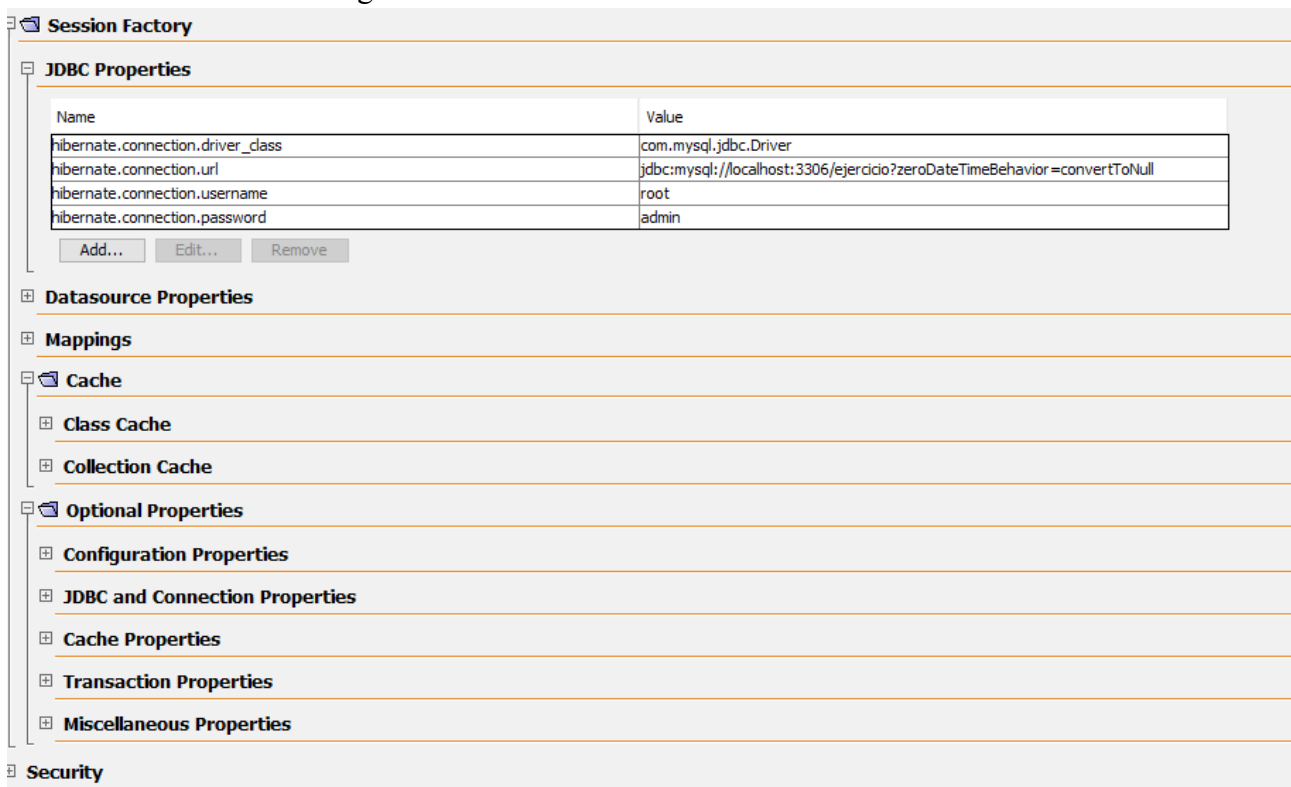 Session Factory
JDBC Properties
Name Value
hibernate.connection.driver_class com.mysql.jdbc.Driver
hibernate.connection.url jdbc:mysql://localhost:3306/ejercicio?zeroDateTimeBehavior=convertToNull
hibernate.connection.username root
hibernate.connection.password admin
Add... Edit... Remove
Datasource Properties
Mappings
Cache
Class Cache
Collection Cache
Optional Properties
Configuration Properties
JDBC and Connection Properties
Cache Properties
Transaction Properties
Miscellaneous Properties
Security